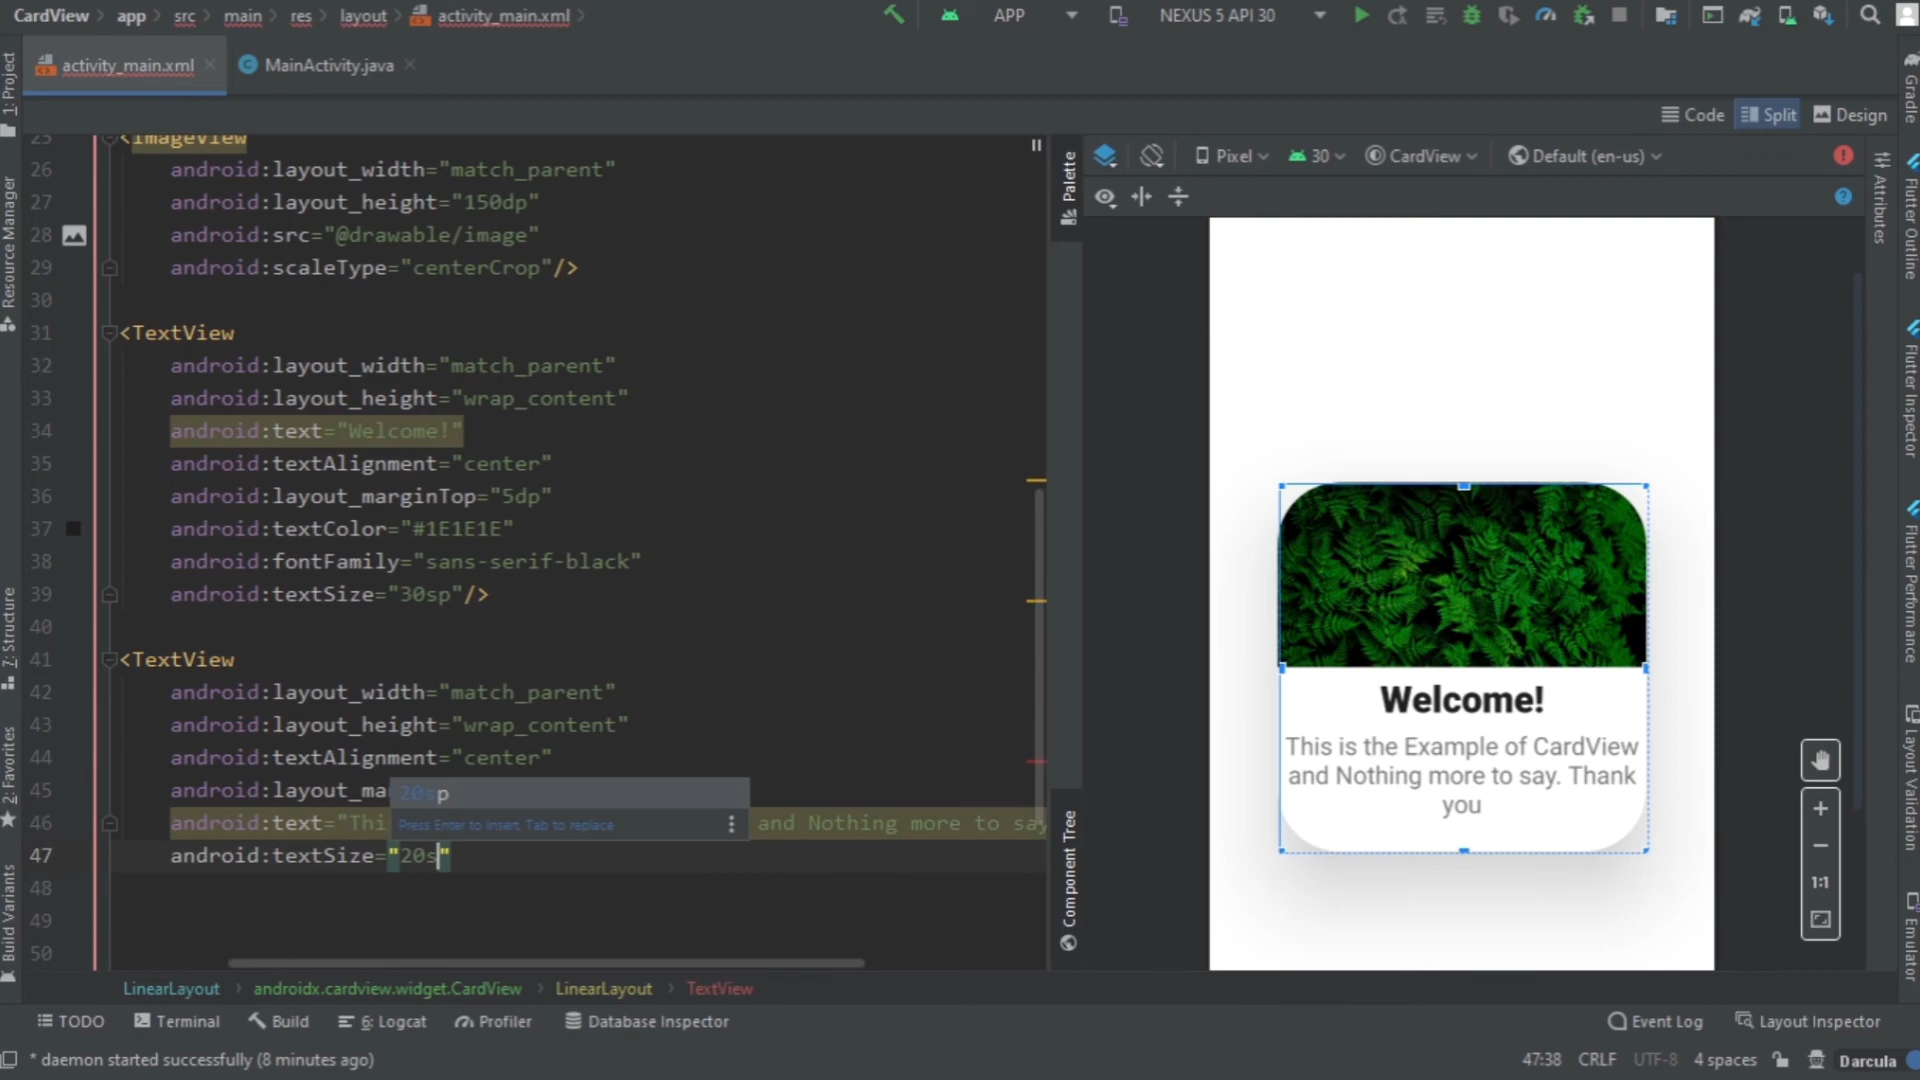 CardView app src main res layout activity_main.xml APP NEXUS 5 API 30
activity_main.xml MainActivity.java
Code Split Design
Pixel 30 CardView Default (en-us)
1: Project
Resource Manager
7: Structure
2: Favorites
Build Variants
25 <ImageView
26 android:layout_width="match_parent"
27 android:layout_height="150dp"
28 android:src="@drawable/image"
29 android:scaleType="centerCrop"/>
30
31 <TextView
32 android:layout_width="match_parent"
33 android:layout_height="wrap_content"
34 android:text="Welcome!"
35 android:textAlignment="center"
36 android:layout_marginTop="5dp"
37 android:textColor="#1E1E1E"
38 android:fontFamily="sans-serif-black"
39 android:textSize="30sp"/>
40
41 <TextView
42 android:layout_width="match_parent"
43 android:layout_height="wrap_content"
44 android:textAlignment="center"
45 android:layout_ma
20sp
Press Enter to insert, Tab to replace
46 android:text="Thi and Nothing more to say
47 android:textSize="20s"
48
49
50
Palette
Component Tree
Welcome!
This is the Example of CardView
and Nothing more to say. Thank
you
1:1
Attributes
Gradle
Flutter Outline
Flutter Inspector
Flutter Performance
Layout Validation
Emulator
LinearLayout androidx.cardview.widget.CardView LinearLayout TextView
TODO Terminal Build 6: Logcat Profiler Database Inspector Event Log Layout Inspector
* daemon started successfully (8 minutes ago) 47:38 CRLF UTF-8 4 spaces Darcula